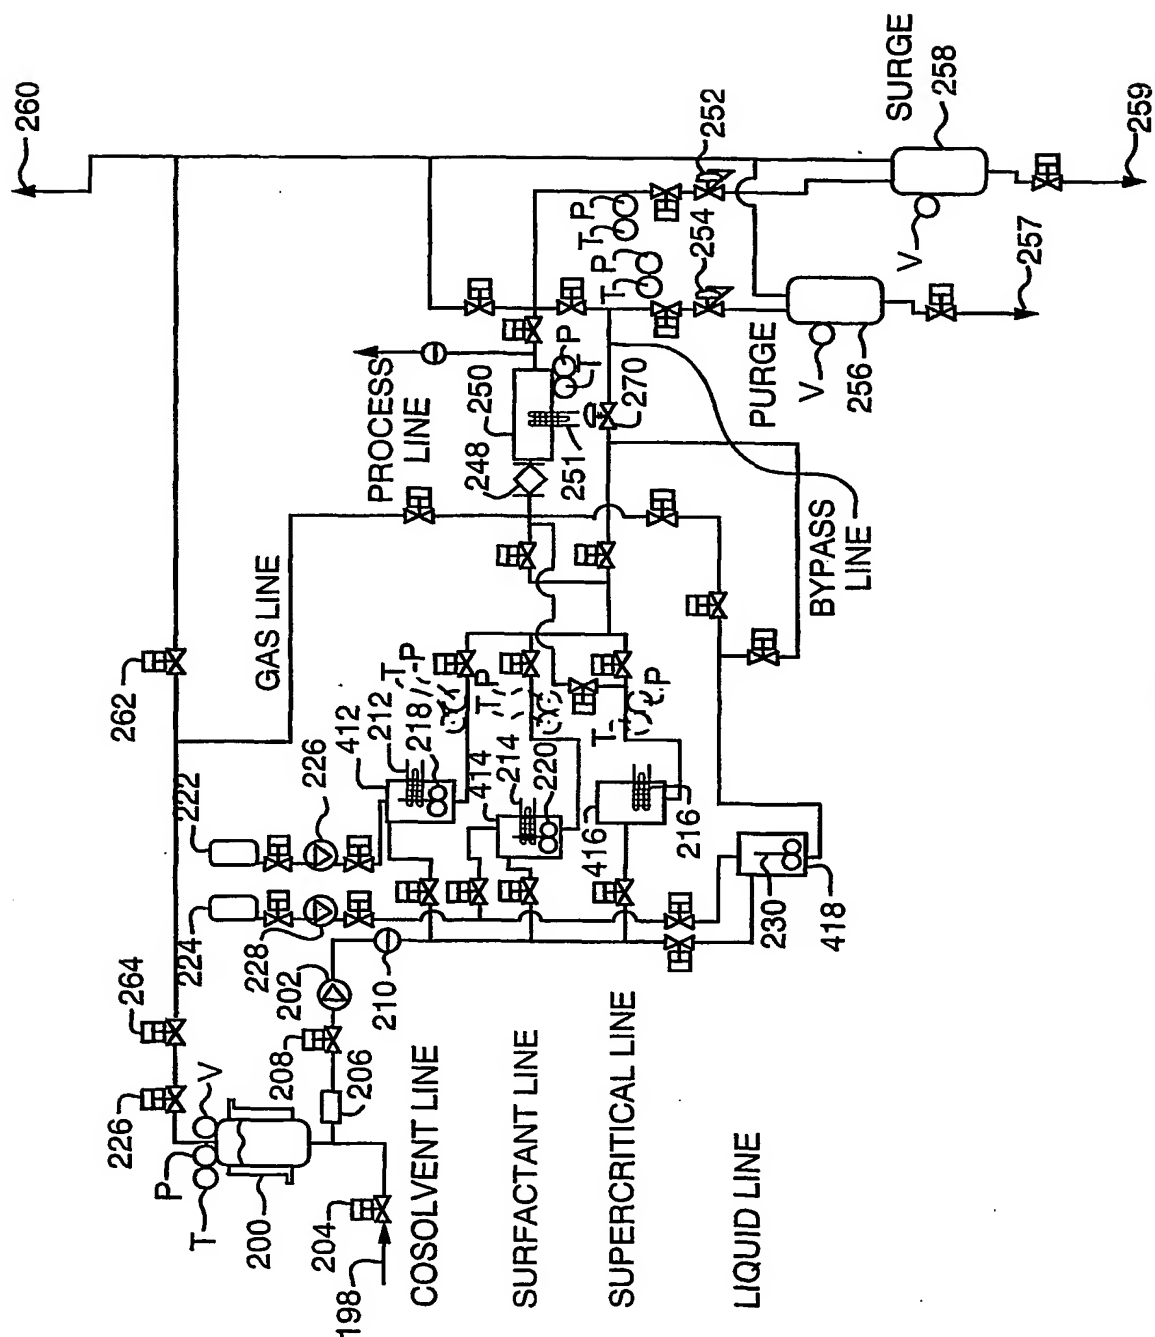 260
SURGE
258
259
252
P
T
V
254
P
T
257
PURGE
V
256
PROCESS
LINE
250
P
T
248
251
270
BYPASS
LINE
GAS LINE
262
412
212
T
P
218
414
214
T
P
220
416
T
P
216
222
226
224
228
230
418
264
202
210
208
206
226
V
P
T
200
204
198
COSOLVENT LINE
SURFACTANT LINE
SUPERCRITICAL LINE
LIQUID LINE